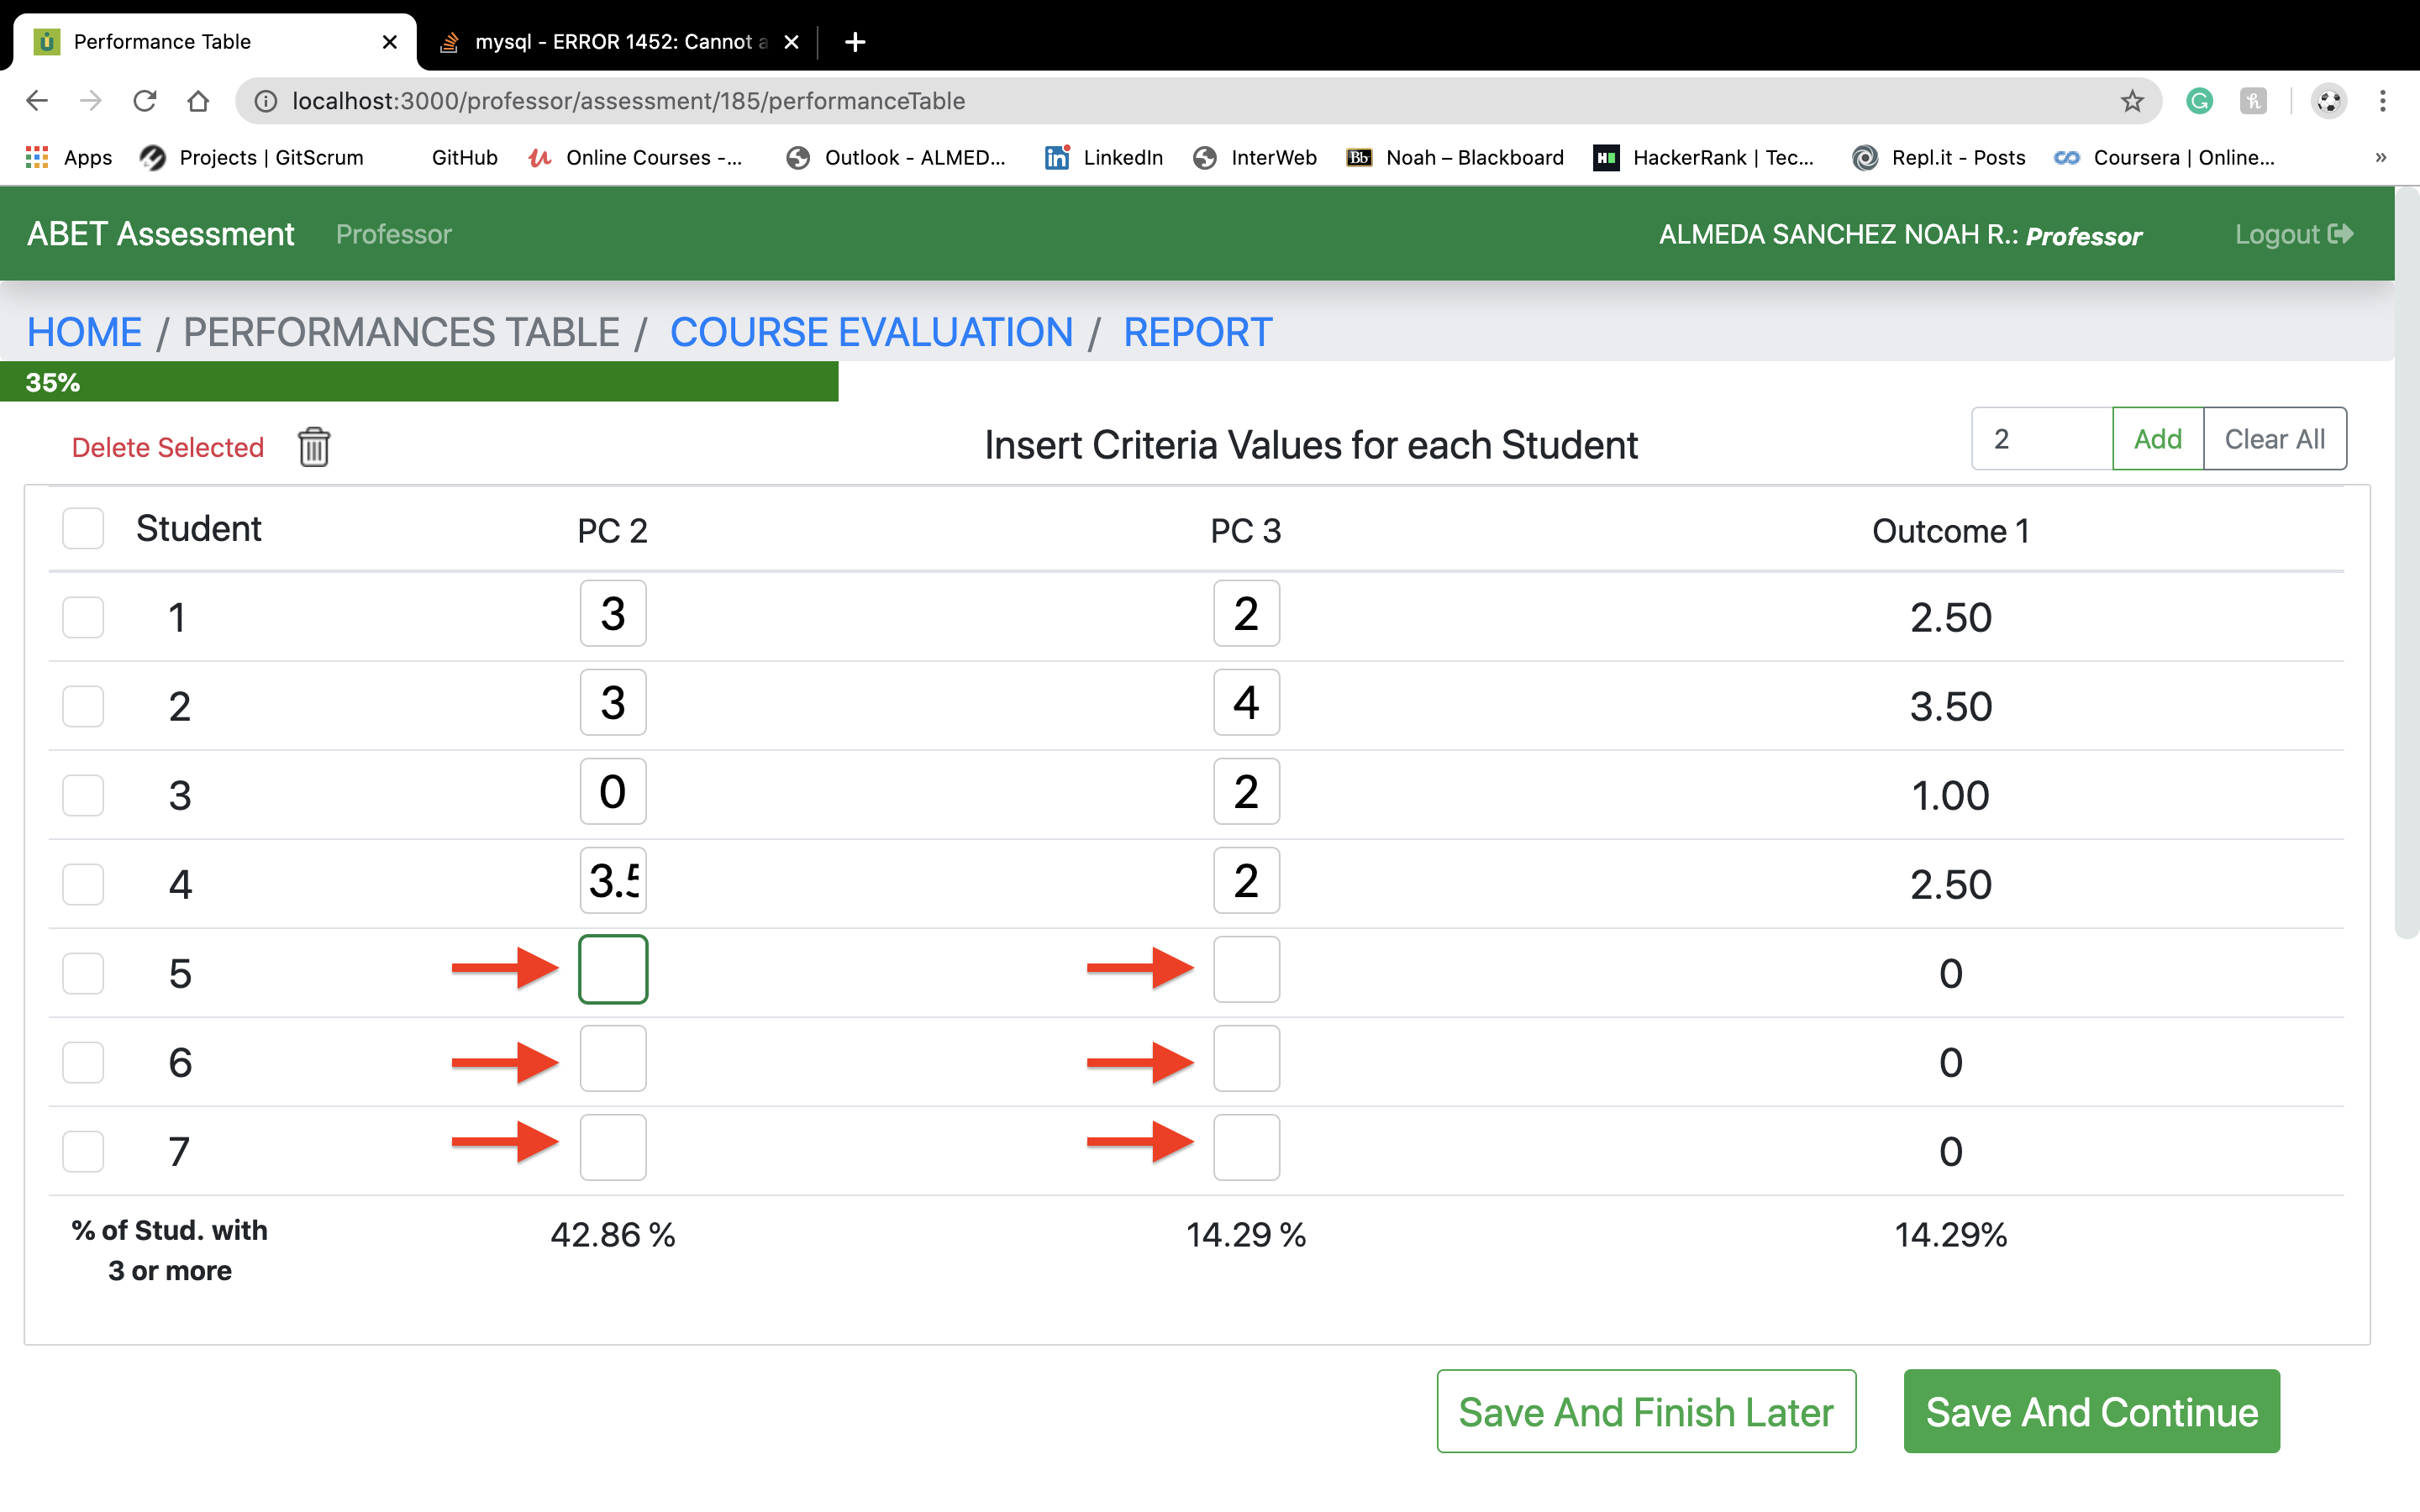 Performance Table
mysql - ERROR 1452: Cannot a
localhost:3000/professor/assessment/185/performanceTable
Apps Projects | GitScrum GitHub Online Courses -... Outlook - ALMED... LinkedIn InterWeb Bb Noah – Blackboard HackerRank | Tec... Repl.it - Posts Coursera | Online... »
ABET Assessment Professor ALMEDA SANCHEZ NOAH R.: Professor Logout
HOME / PERFORMANCES TABLE / COURSE EVALUATION / REPORT
35%
Delete Selected Insert Criteria Values for each Student 2 Add Clear All
Student PC 2 PC 3 Outcome 1
1 3 2 2.50
2 3 4 3.50
3 0 2 1.00
4 3.5 2 2.50
5 0
6 0
7 0
% of Stud. with 42.86 % 14.29 % 14.29%
3 or more
Save And Finish Later Save And Continue